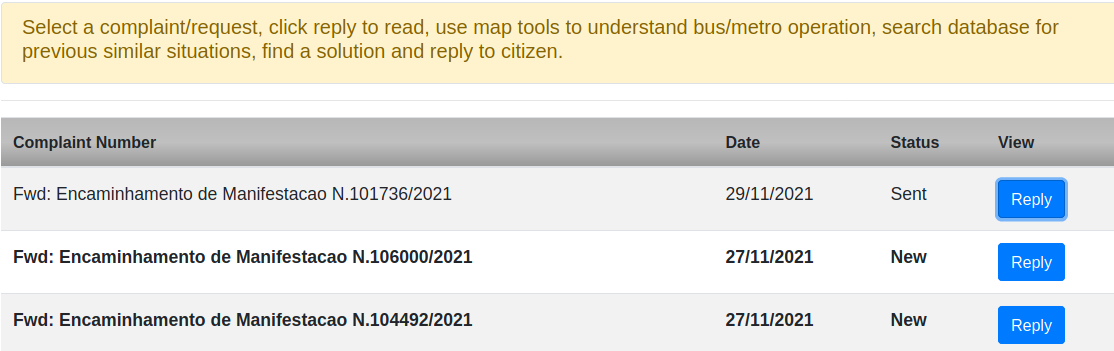 Select a complaint/request, click reply to read, use map tools to understand bus/metro operation, search database for
previous similar situations, find a solution and reply to citizen.
Complaint Number Date Status View
Fwd: Encaminhamento de Manifestacao N.101736/2021 29/11/2021 Sent Reply
Fwd: Encaminhamento de Manifestacao N.106000/2021 27/11/2021 New Reply
Fwd: Encaminhamento de Manifestacao N.104492/2021 27/11/2021 New Reply